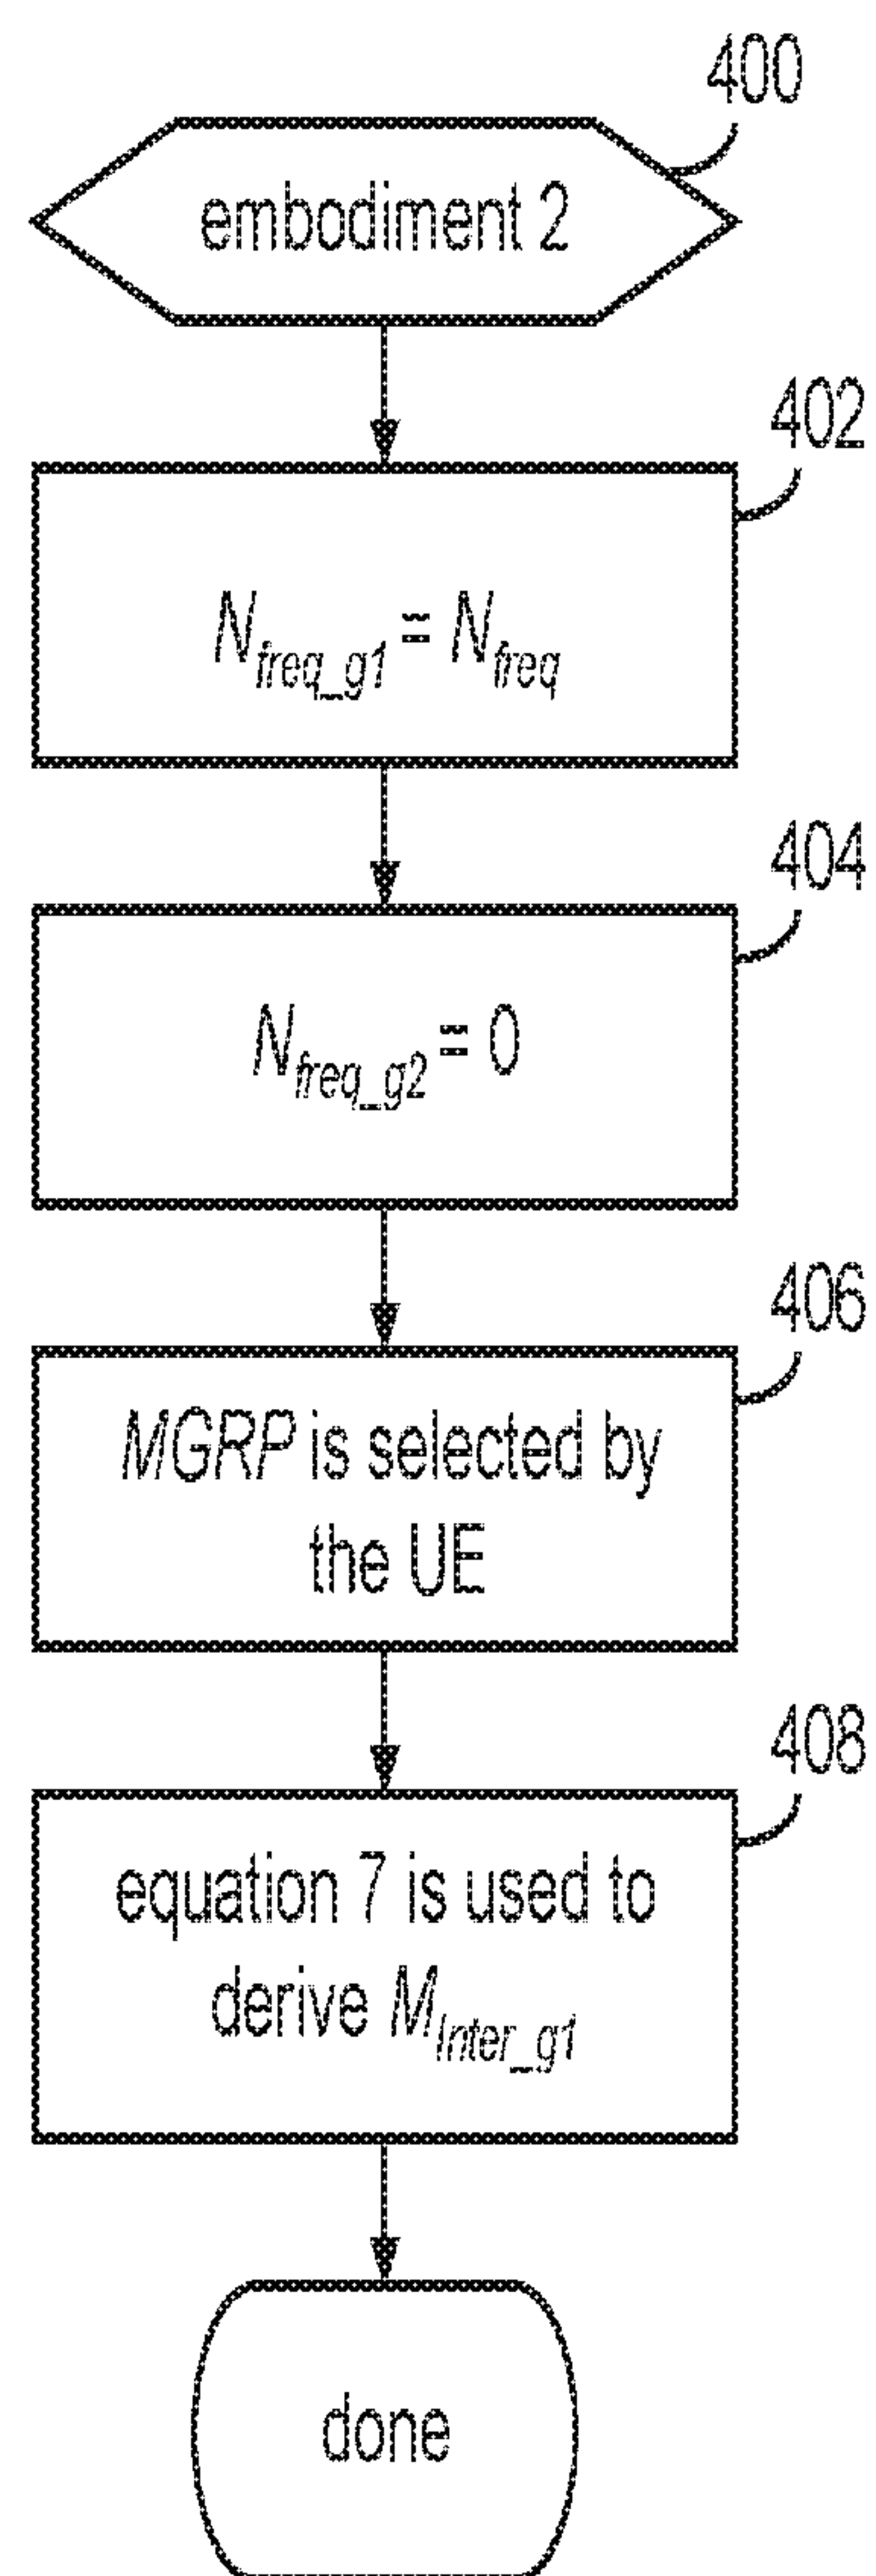 400
embodiment 2
402
N_freq_g1 = N_freq
404
N_freq_g2 = 0
406
MGRP is selected by
the UE
408
equation 7 is used to
derive M_Inter_g1
done